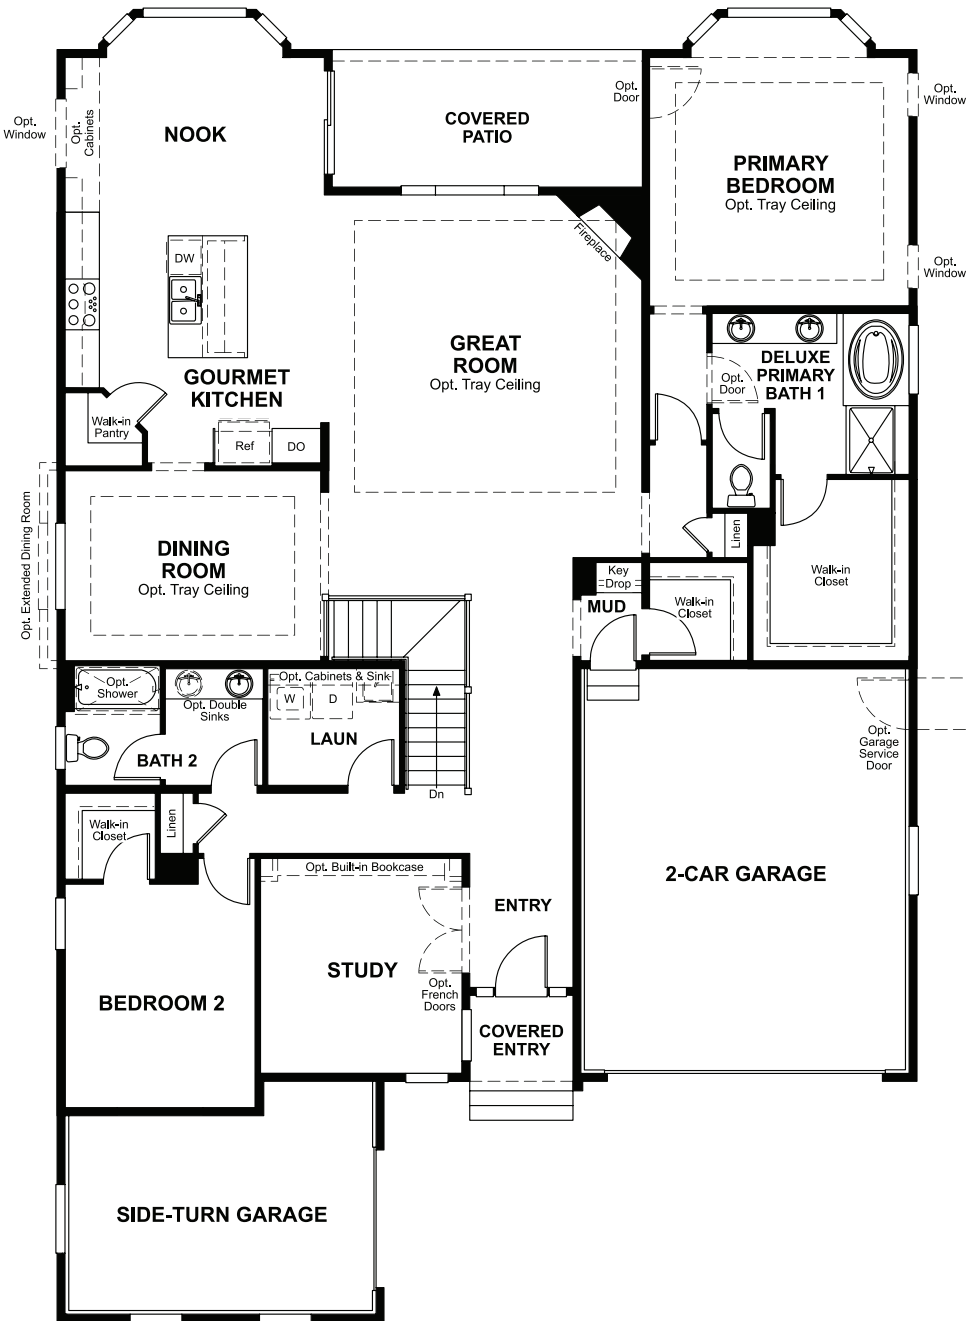 Opt.
Window
Opt.
Cabinets
NOOK
COVERED
PATIO
Opt.
Door
PRIMARY
BEDROOM
Opt. Tray Ceiling
Opt.
Window
Opt.
Window
Fireplace
DW
GREAT
ROOM
Opt. Tray Ceiling
GOURMET
KITCHEN
DELUXE
PRIMARY
BATH 1
Opt.
Door
Walk-in
Pantry
Ref
DO
Opt. Extended Dining Room
DINING
ROOM
Opt. Tray Ceiling
Linen
Walk-in
Closet
Key
Drop
MUD
Walk-in
Closet
Opt.
Shower
Opt. Double
Sinks
Opt. Cabinets & Sink
W
D
LAUN
BATH 2
Dn
Opt.
Garage
Service
Door
Walk-in
Closet
Linen
Opt. Built-in Bookcase
2-CAR GARAGE
ENTRY
STUDY
Opt.
French
Doors
BEDROOM 2
COVERED
ENTRY
SIDE-TURN GARAGE